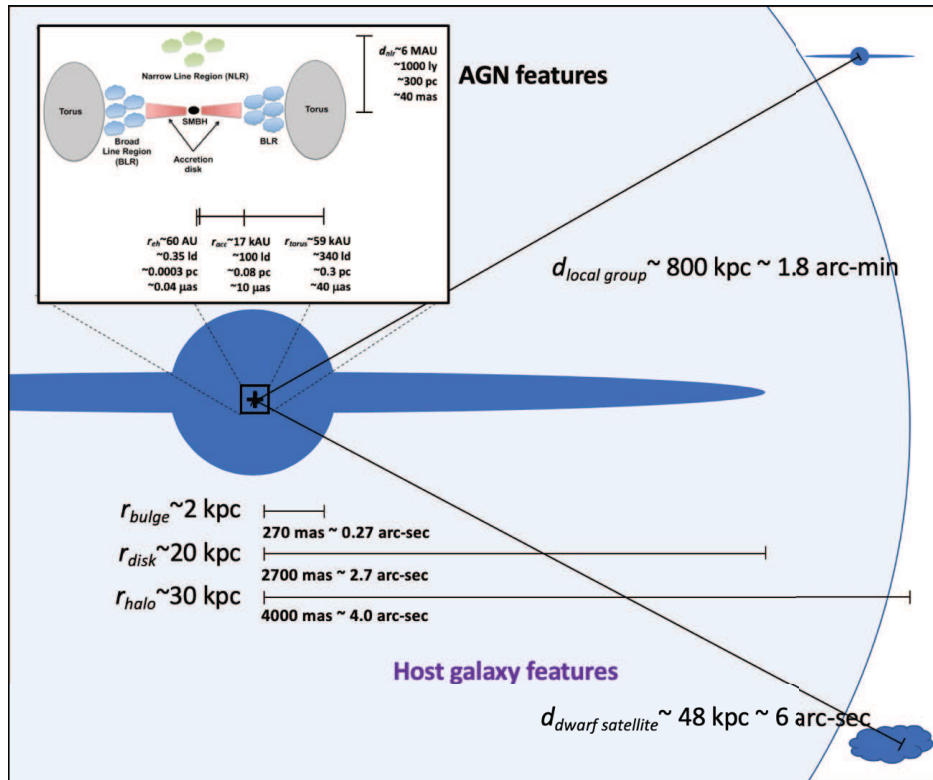 AGN features
Narrow Line Region (NLR)
d_nlr~6 MAU
~1000 ly
~300 pc
~40 mas
Torus
Torus
SMBH
Broad
Line Region
(BLR)
BLR
Accretion
disk
r_eh~60 AU
~0.35 ld
~0.0003 pc
~0.04 µas
r_acc~17 kAU
~100 ld
~0.08 pc
~10 µas
r_torus~59 kAU
~340 ld
~0.3 pc
~40 µas
d_local group~ 800 kpc ~ 1.8 arc-min
r_bulge~2 kpc
270 mas ~ 0.27 arc-sec
r_disk~20 kpc
2700 mas ~ 2.7 arc-sec
r_halo~30 kpc
4000 mas ~ 4.0 arc-sec
Host galaxy features
d_dwarf satellite~ 48 kpc ~ 6 arc-sec